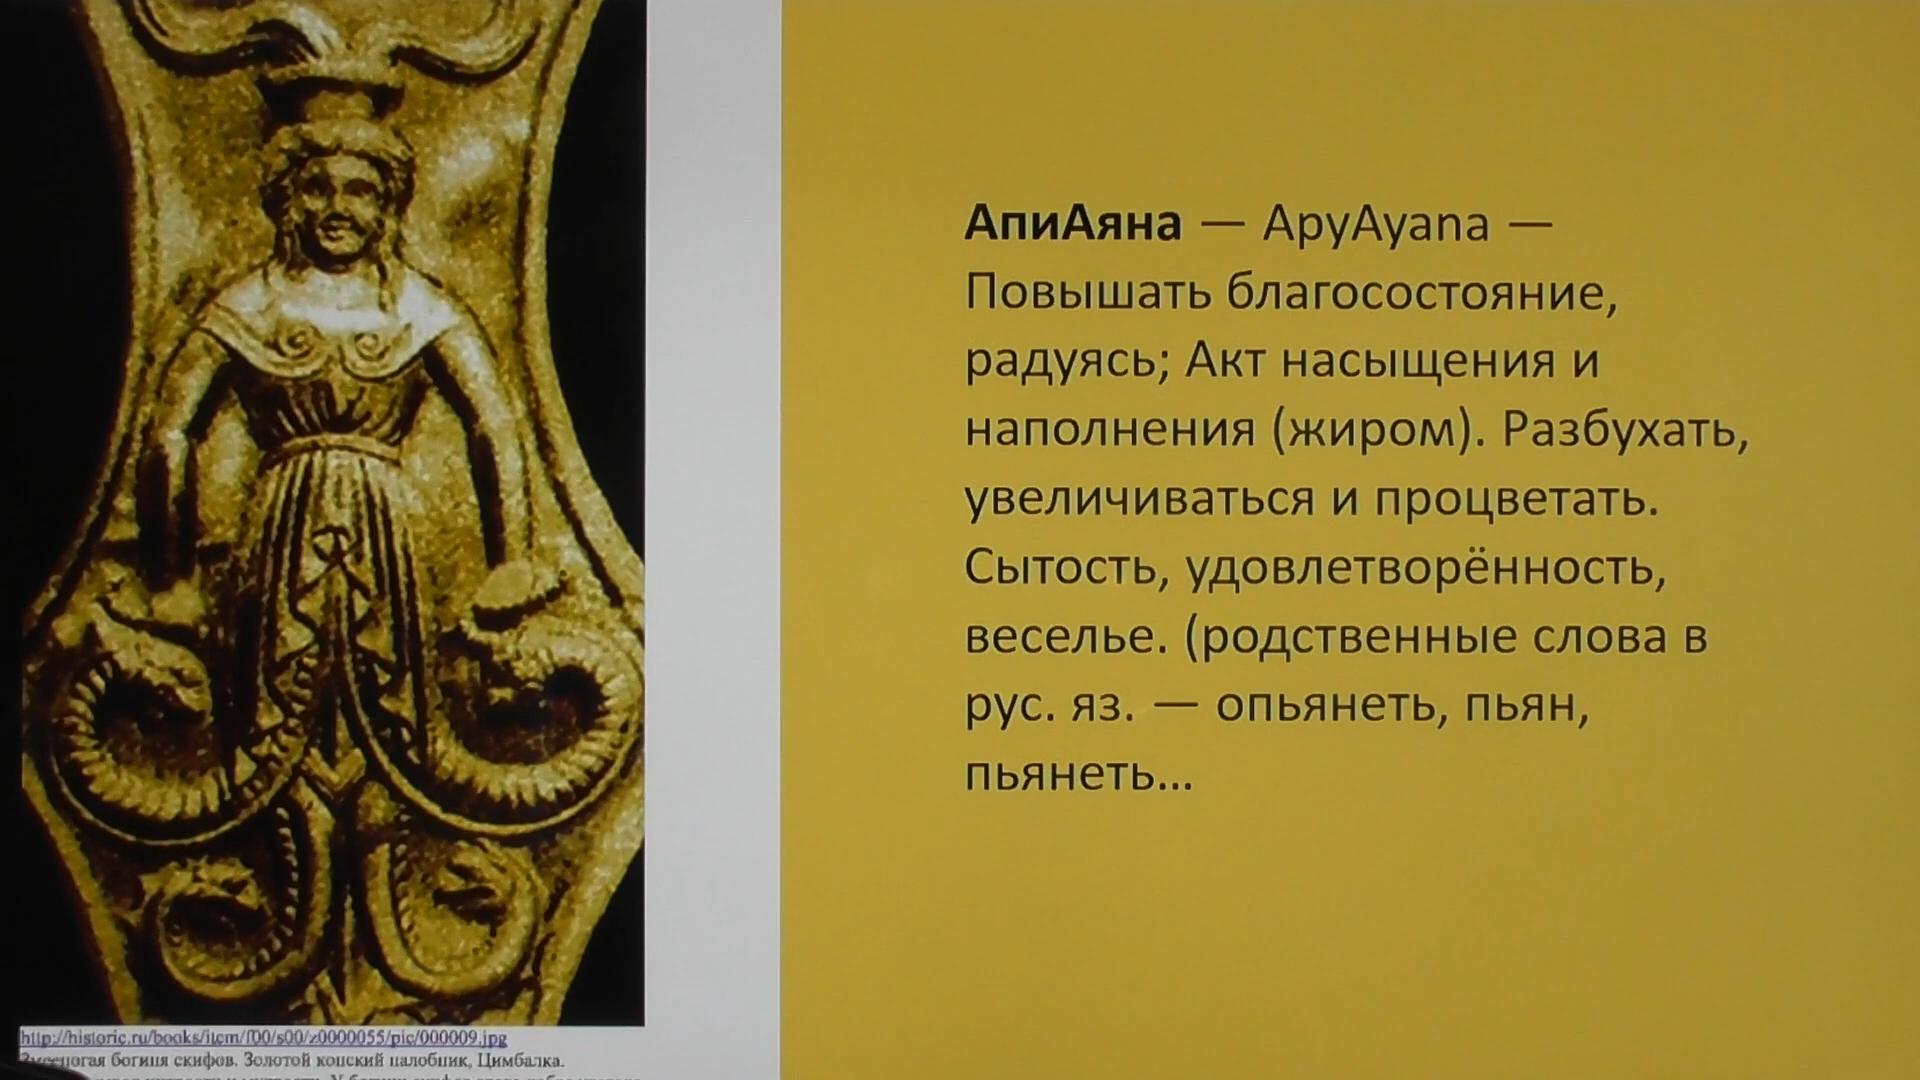 АпиАяна — ApyAyana —
Повышать благосостояние,
радуясь; Акт насыщения и
наполнения (жиром). Разбухать,
увеличиваться и процветать.
Сытость, удовлетворённость,
веселье. (родственные слова в
рус. яз. — опьянеть, пьян,
пьянеть...
http://historic.ru/books/item/f00/s00/z0000055/pic/000009.jpg
Змееногая богиня скифов. Золотой конский налобник, Цимбалка.